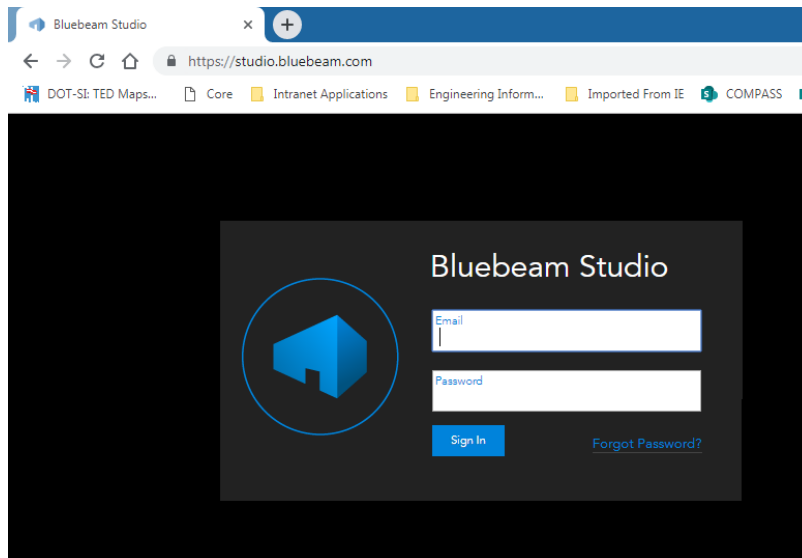 Bluebeam Studio
https://studio.bluebeam.com
DOT-SI: TED Maps... Core Intranet Applications Engineering Inform... Imported From IE COMPASS
Bluebeam Studio
Email
Password
Sign In Forgot Password?